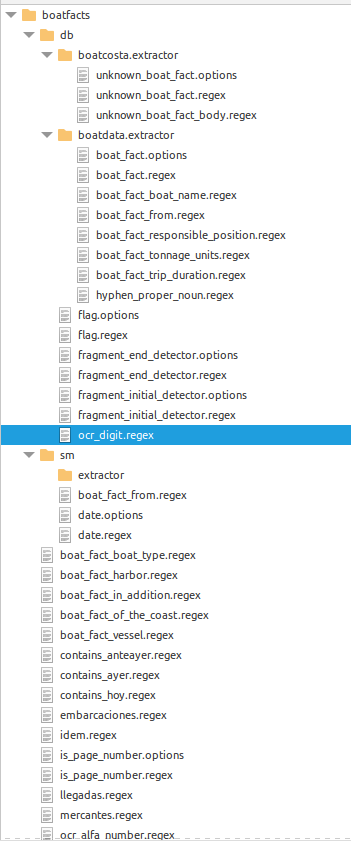 boatfacts
db
boatcosta.extractor
unknown_boat_fact.options
unknown_boat_fact.regex
unknown_boat_fact_body.regex
boatdata.extractor
boat_fact.options
boat_fact.regex
boat_fact_boat_name.regex
boat_fact_from.regex
boat_fact_responsible_position.regex
boat_fact_tonnage_units.regex
boat_fact_trip_duration.regex
hyphen_proper_noun.regex
flag.options
flag.regex
fragment_end_detector.options
fragment_end_detector.regex
fragment_initial_detector.options
fragment_initial_detector.regex
ocr_digit.regex
sm
extractor
boat_fact_from.regex
date.options
date.regex
boat_fact_boat_type.regex
boat_fact_harbor.regex
boat_fact_in_addition.regex
boat_fact_of_the_coast.regex
boat_fact_vessel.regex
contains_anteayer.regex
contains_ayer.regex
contains_hoy.regex
embarcaciones.regex
idem.regex
is_page_number.options
is_page_number.regex
llegadas.regex
mercantes.regex
ocr_alfa_number.regex